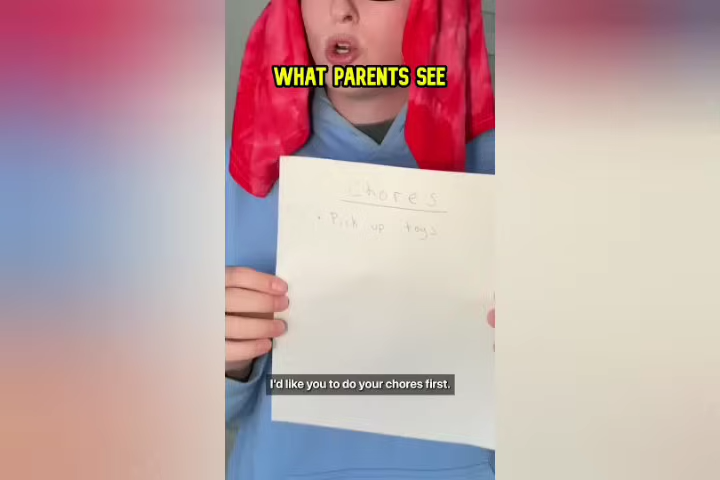 WHAT PARENTS SEE
Chores
• Pick up toys
I'd like you to do your chores first.